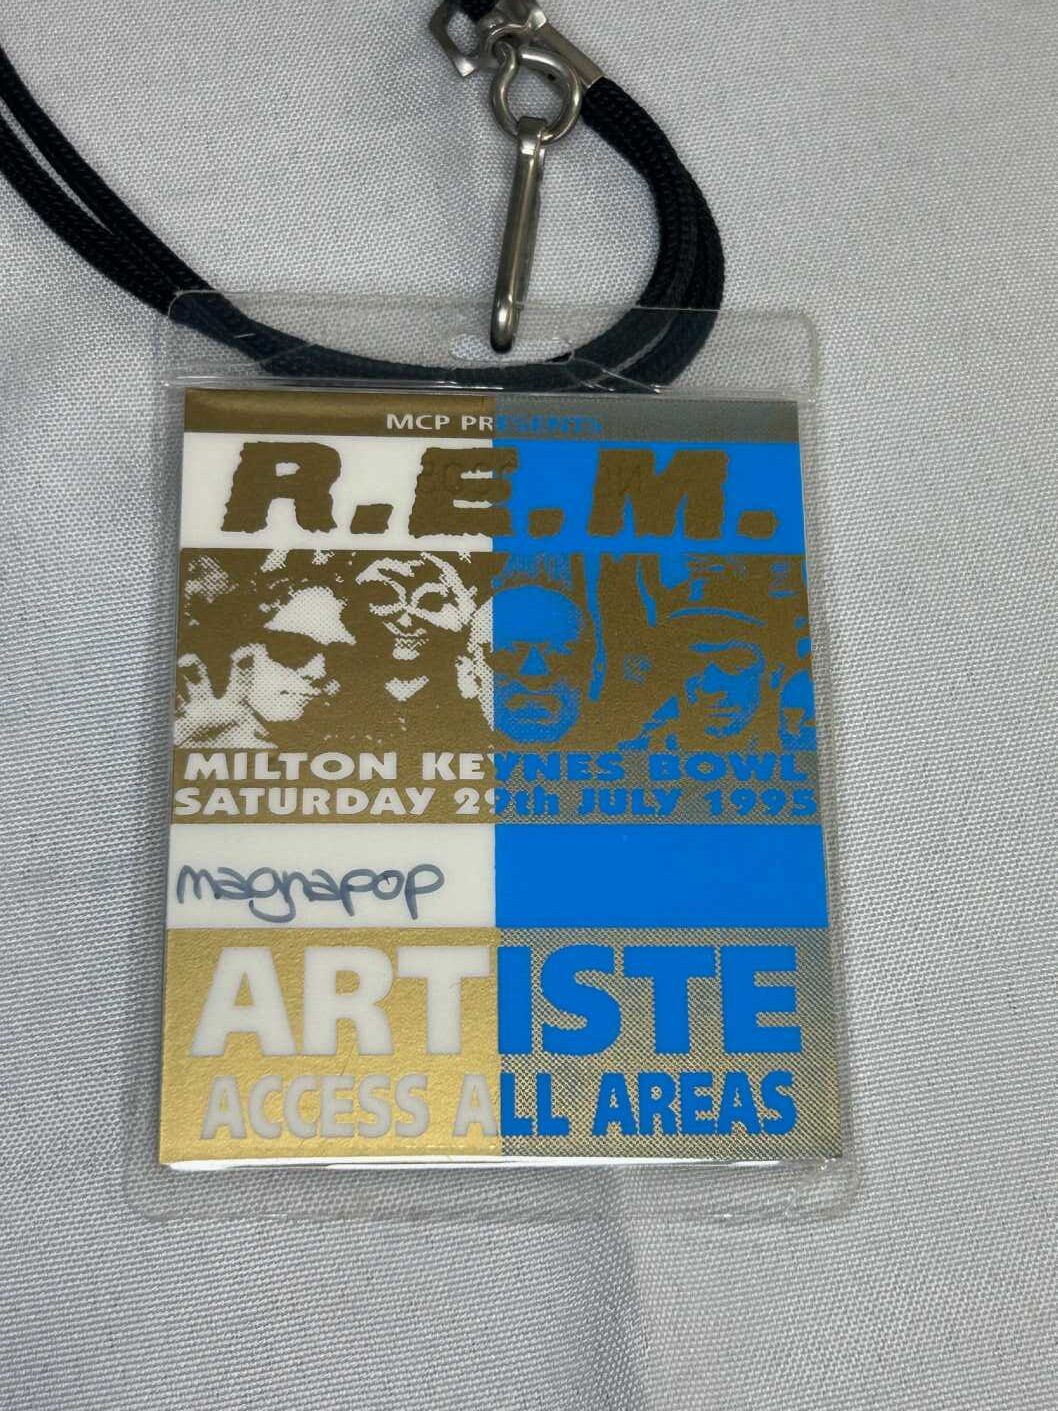 MCP PRESENTS
R.E.M.
MILTON KEYNES BOWL
SATURDAY 29th JULY 1995
magnapop
ARTISTE
ACCESS ALL AREAS